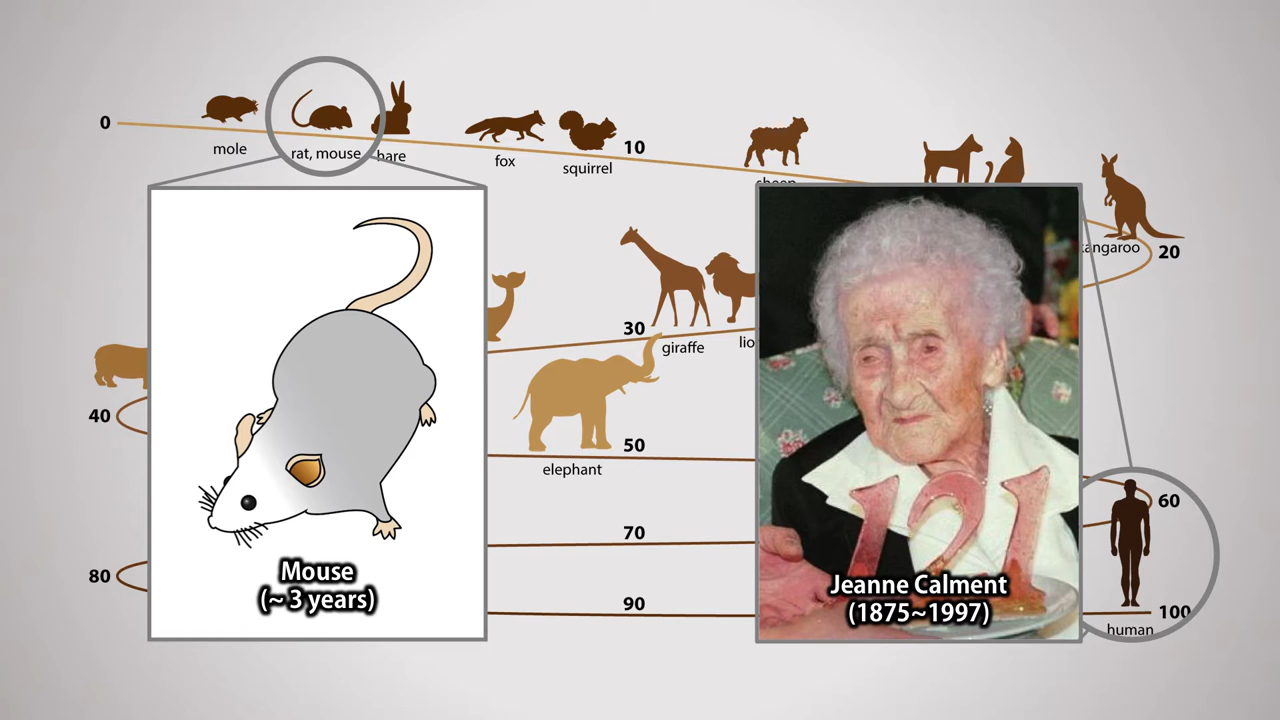 0
mole
rat, mouse
hare
fox
squirrel
10
sheep
kangaroo
20
30
giraffe
40
50
elephant
60
70
80
90
100
human
Mouse
(~ 3 years)
121
Jeanne Calment
(1875~1997)